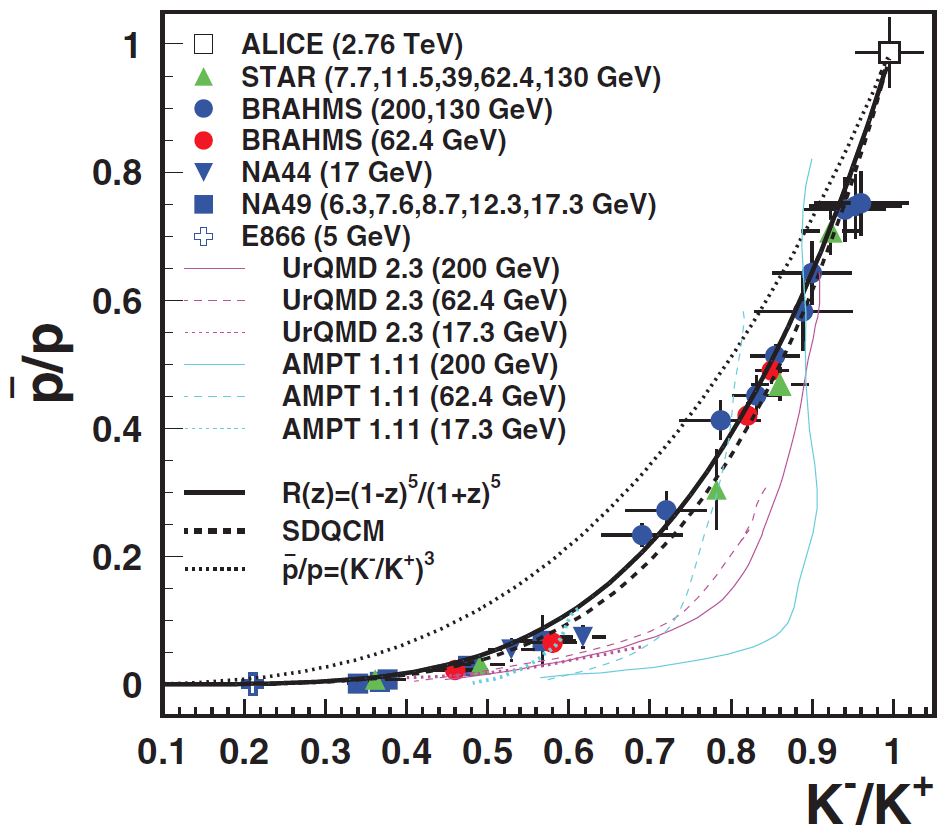 1
0.8
0.6
0.4
0.2
0
p̄/p
ALICE (2.76 TeV)
STAR (7.7,11.5,39,62.4,130 GeV)
BRAHMS (200,130 GeV)
BRAHMS (62.4 GeV)
NA44 (17 GeV)
NA49 (6.3,7.6,8.7,12.3,17.3 GeV)
E866 (5 GeV)
UrQMD 2.3 (200 GeV)
UrQMD 2.3 (62.4 GeV)
UrQMD 2.3 (17.3 GeV)
AMPT 1.11 (200 GeV)
AMPT 1.11 (62.4 GeV)
AMPT 1.11 (17.3 GeV)
R(z)=(1-z)⁵/(1+z)⁵
SDQCM
p̄/p=(K⁻/K⁺)³
0.1 0.2 0.3 0.4 0.5 0.6 0.7 0.8 0.9 1
K⁻/K⁺